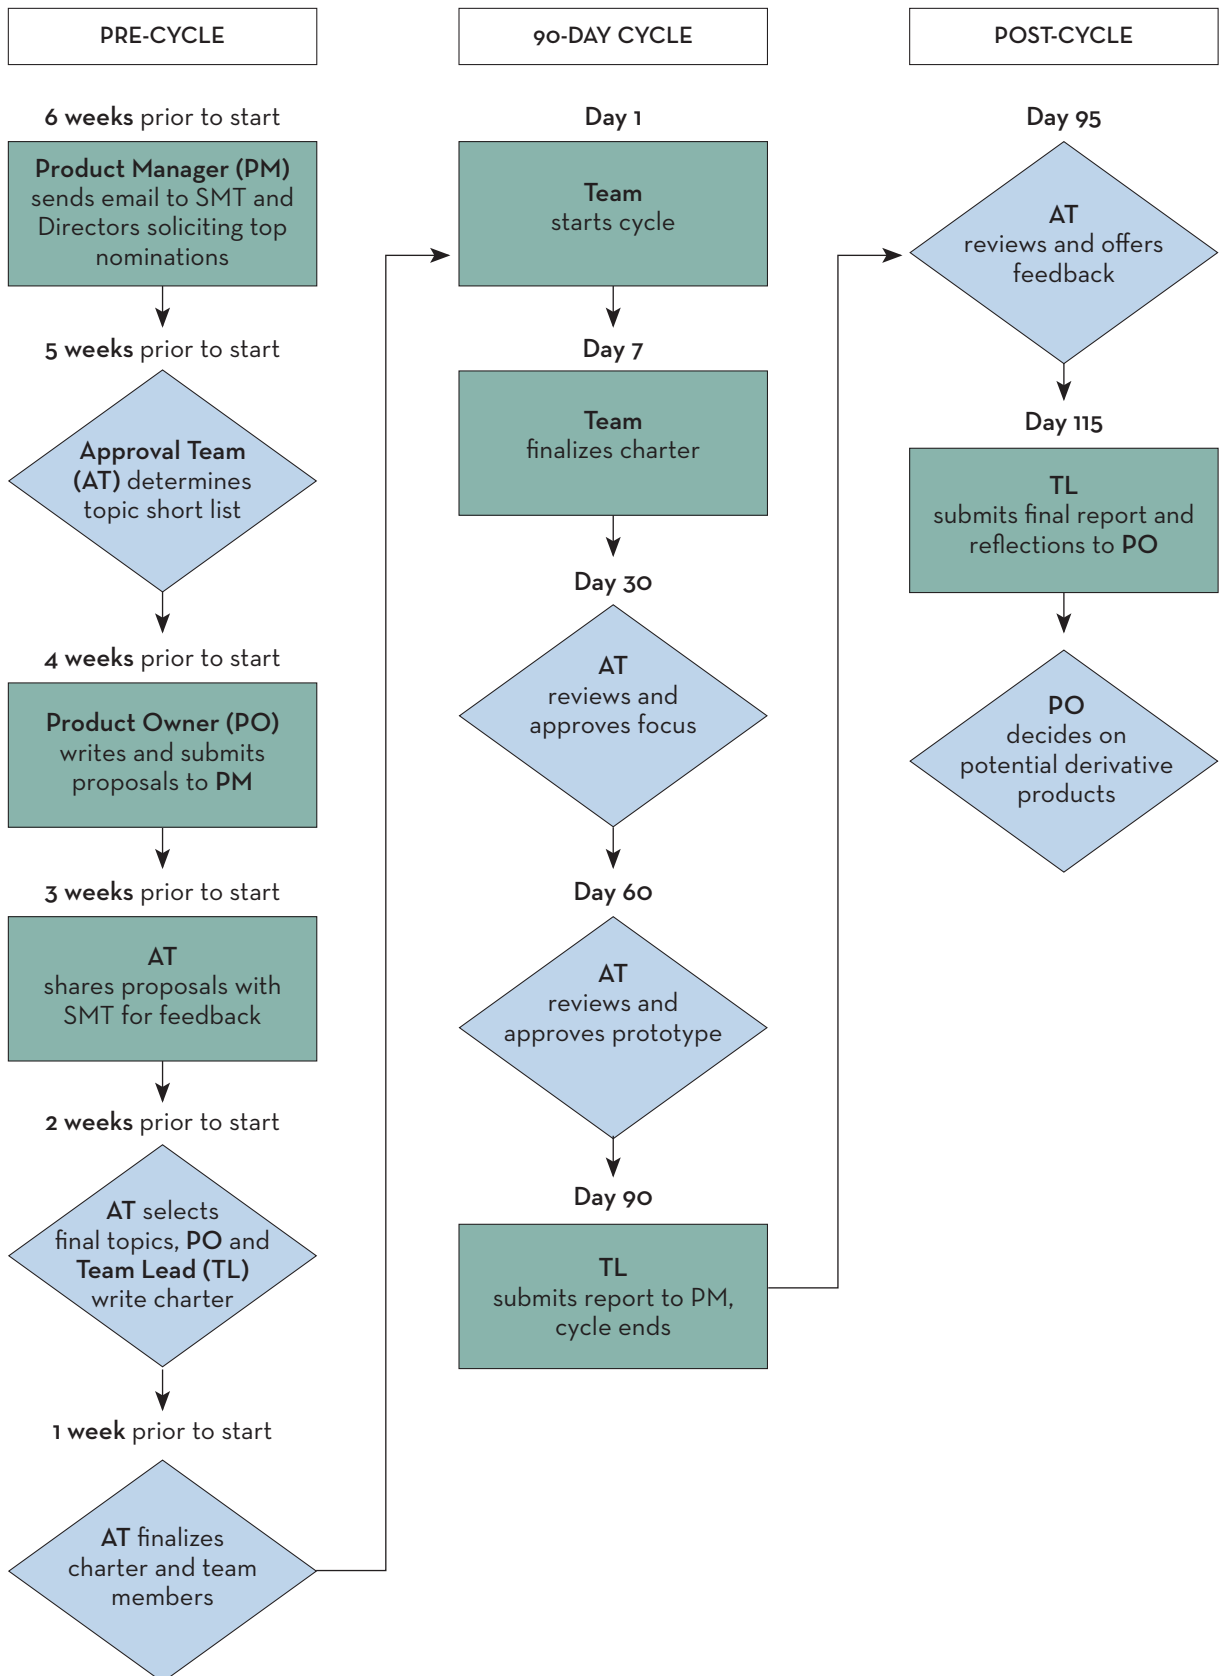 PRE-CYCLE
6 weeks prior to start
Product Manager (PM)
sends email to SMT and
Directors soliciting top
nominations
5 weeks prior to start
Approval Team
(AT) determines
topic short list
4 weeks prior to start
Product Owner (PO)
writes and submits
proposals to PM
3 weeks prior to start
AT
shares proposals with
SMT for feedback
2 weeks prior to start
AT selects
final topics, PO and
Team Lead (TL)
write charter
1 week prior to start
AT finalizes
charter and team
members
90-DAY CYCLE
Day 1
Team
starts cycle
Day 7
Team
finalizes charter
Day 30
AT
reviews and
approves focus
Day 60
AT
reviews and
approves prototype
Day 90
TL
submits report to PM,
cycle ends
POST-CYCLE
Day 95
AT
reviews and offers
feedback
Day 115
TL
submits final report and
reflections to PO
PO
decides on
potential derivative
products